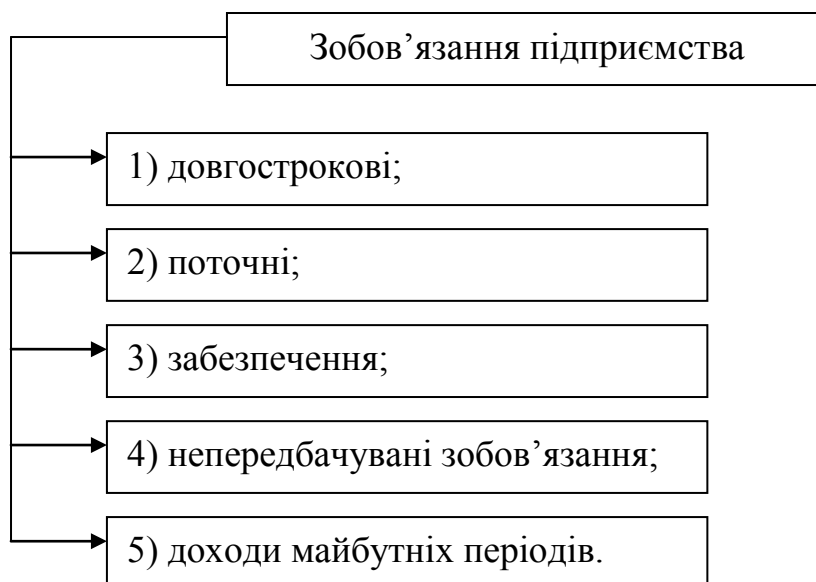 Зобов’язання підприємства
1) довгострокові;
2) поточні;
3) забезпечення;
4) непередбачувані зобов’язання;
5) доходи майбутніх періодів.